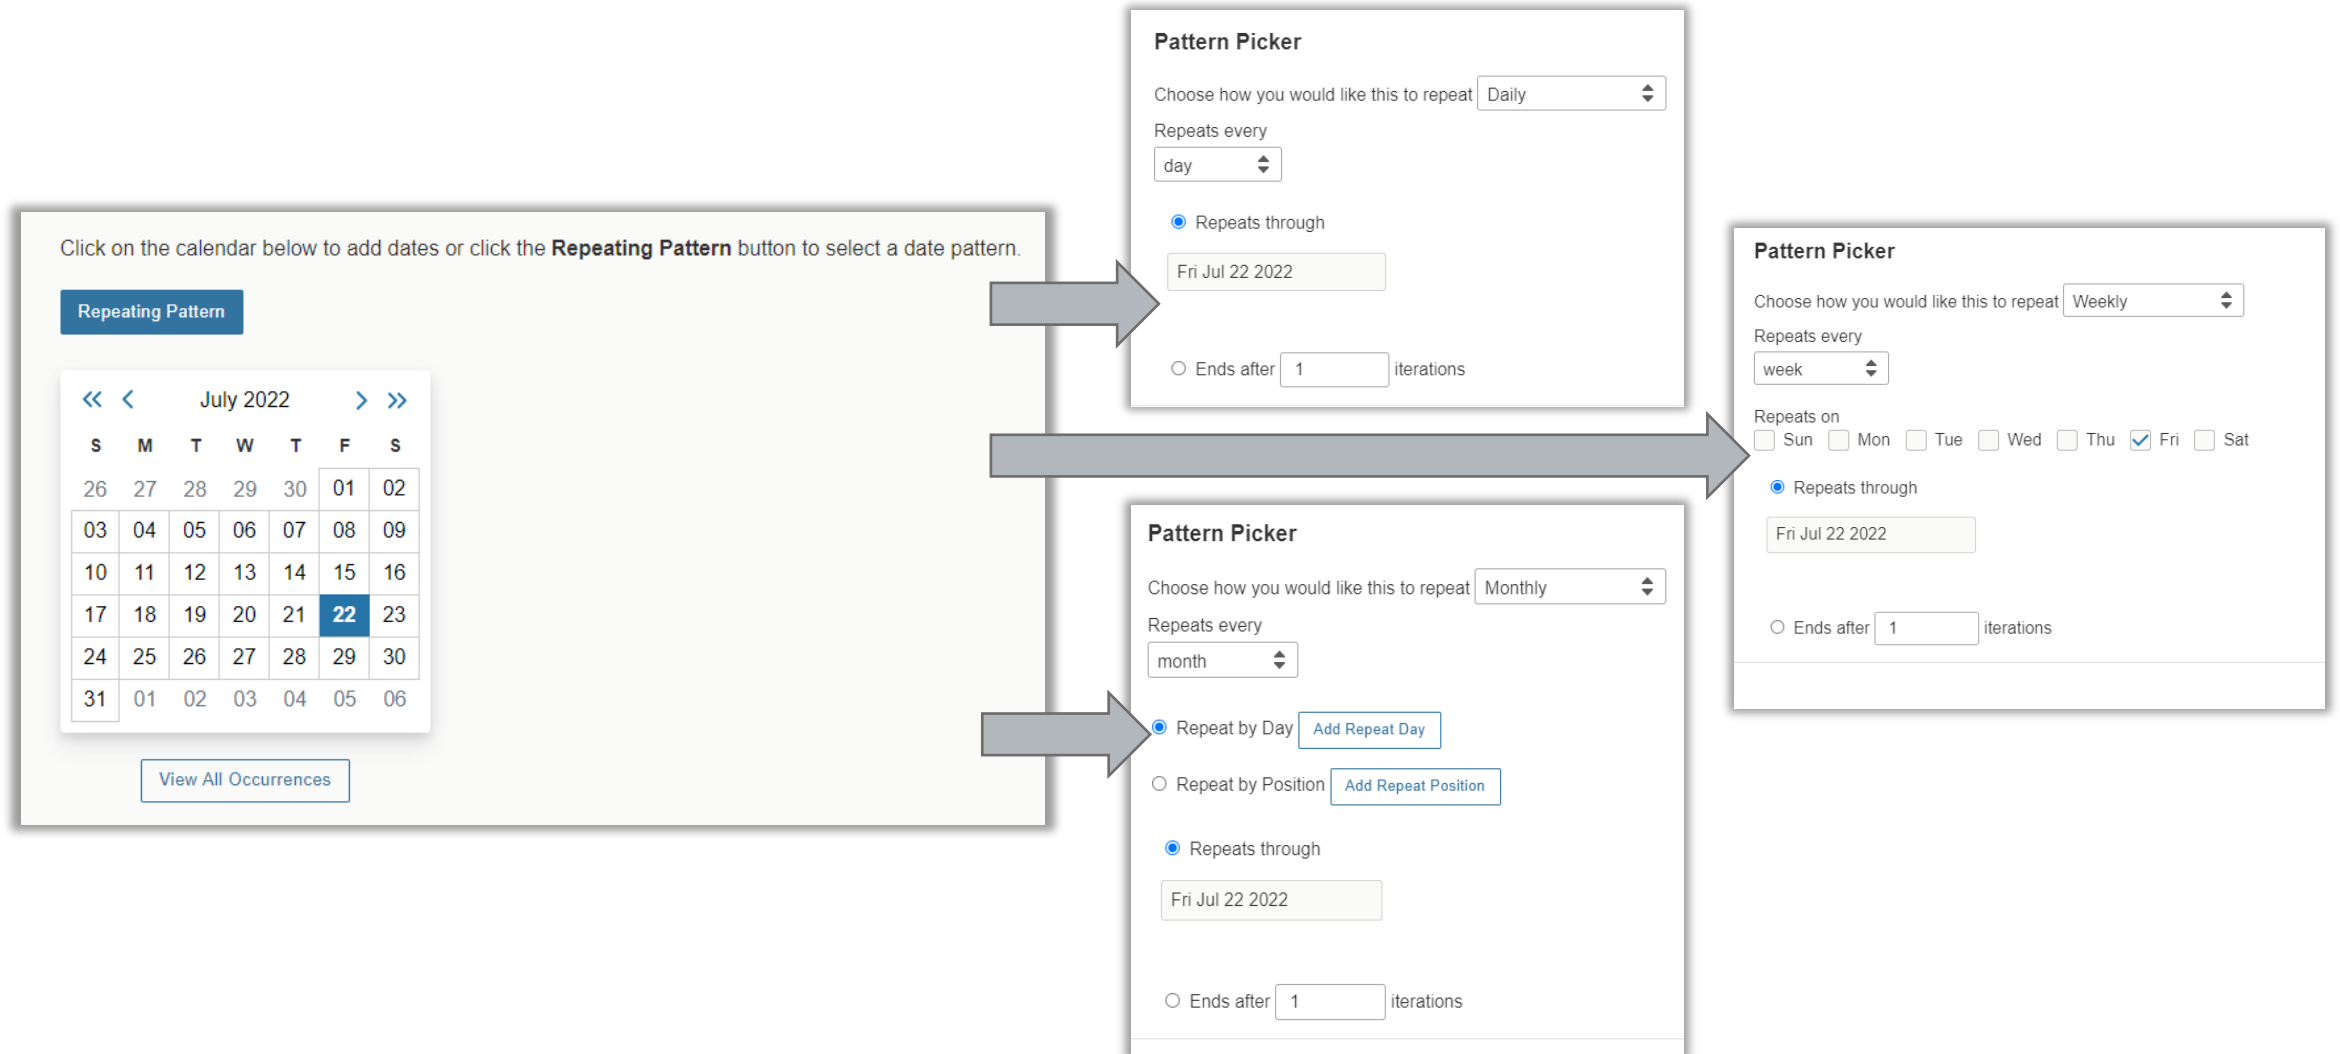 Click on the calendar below to add dates or click the Repeating Pattern button to select a date pattern.
Repeating Pattern
July 2022
S M T W T F S
26 27 28 29 30 01 02
03 04 05 06 07 08 09
10 11 12 13 14 15 16
17 18 19 20 21 22 23
24 25 26 27 28 29 30
31 01 02 03 04 05 06
View All Occurrences
Pattern Picker
Choose how you would like this to repeat Daily
Repeats every
day
Repeats through
Fri Jul 22 2022
Ends after 1 iterations
Pattern Picker
Choose how you would like this to repeat Weekly
Repeats every
week
Repeats on
Sun Mon Tue Wed Thu Fri Sat
Repeats through
Fri Jul 22 2022
Ends after 1 iterations
Pattern Picker
Choose how you would like this to repeat Monthly
Repeats every
month
Repeat by Day Add Repeat Day
Repeat by Position Add Repeat Position
Repeats through
Fri Jul 22 2022
Ends after 1 iterations